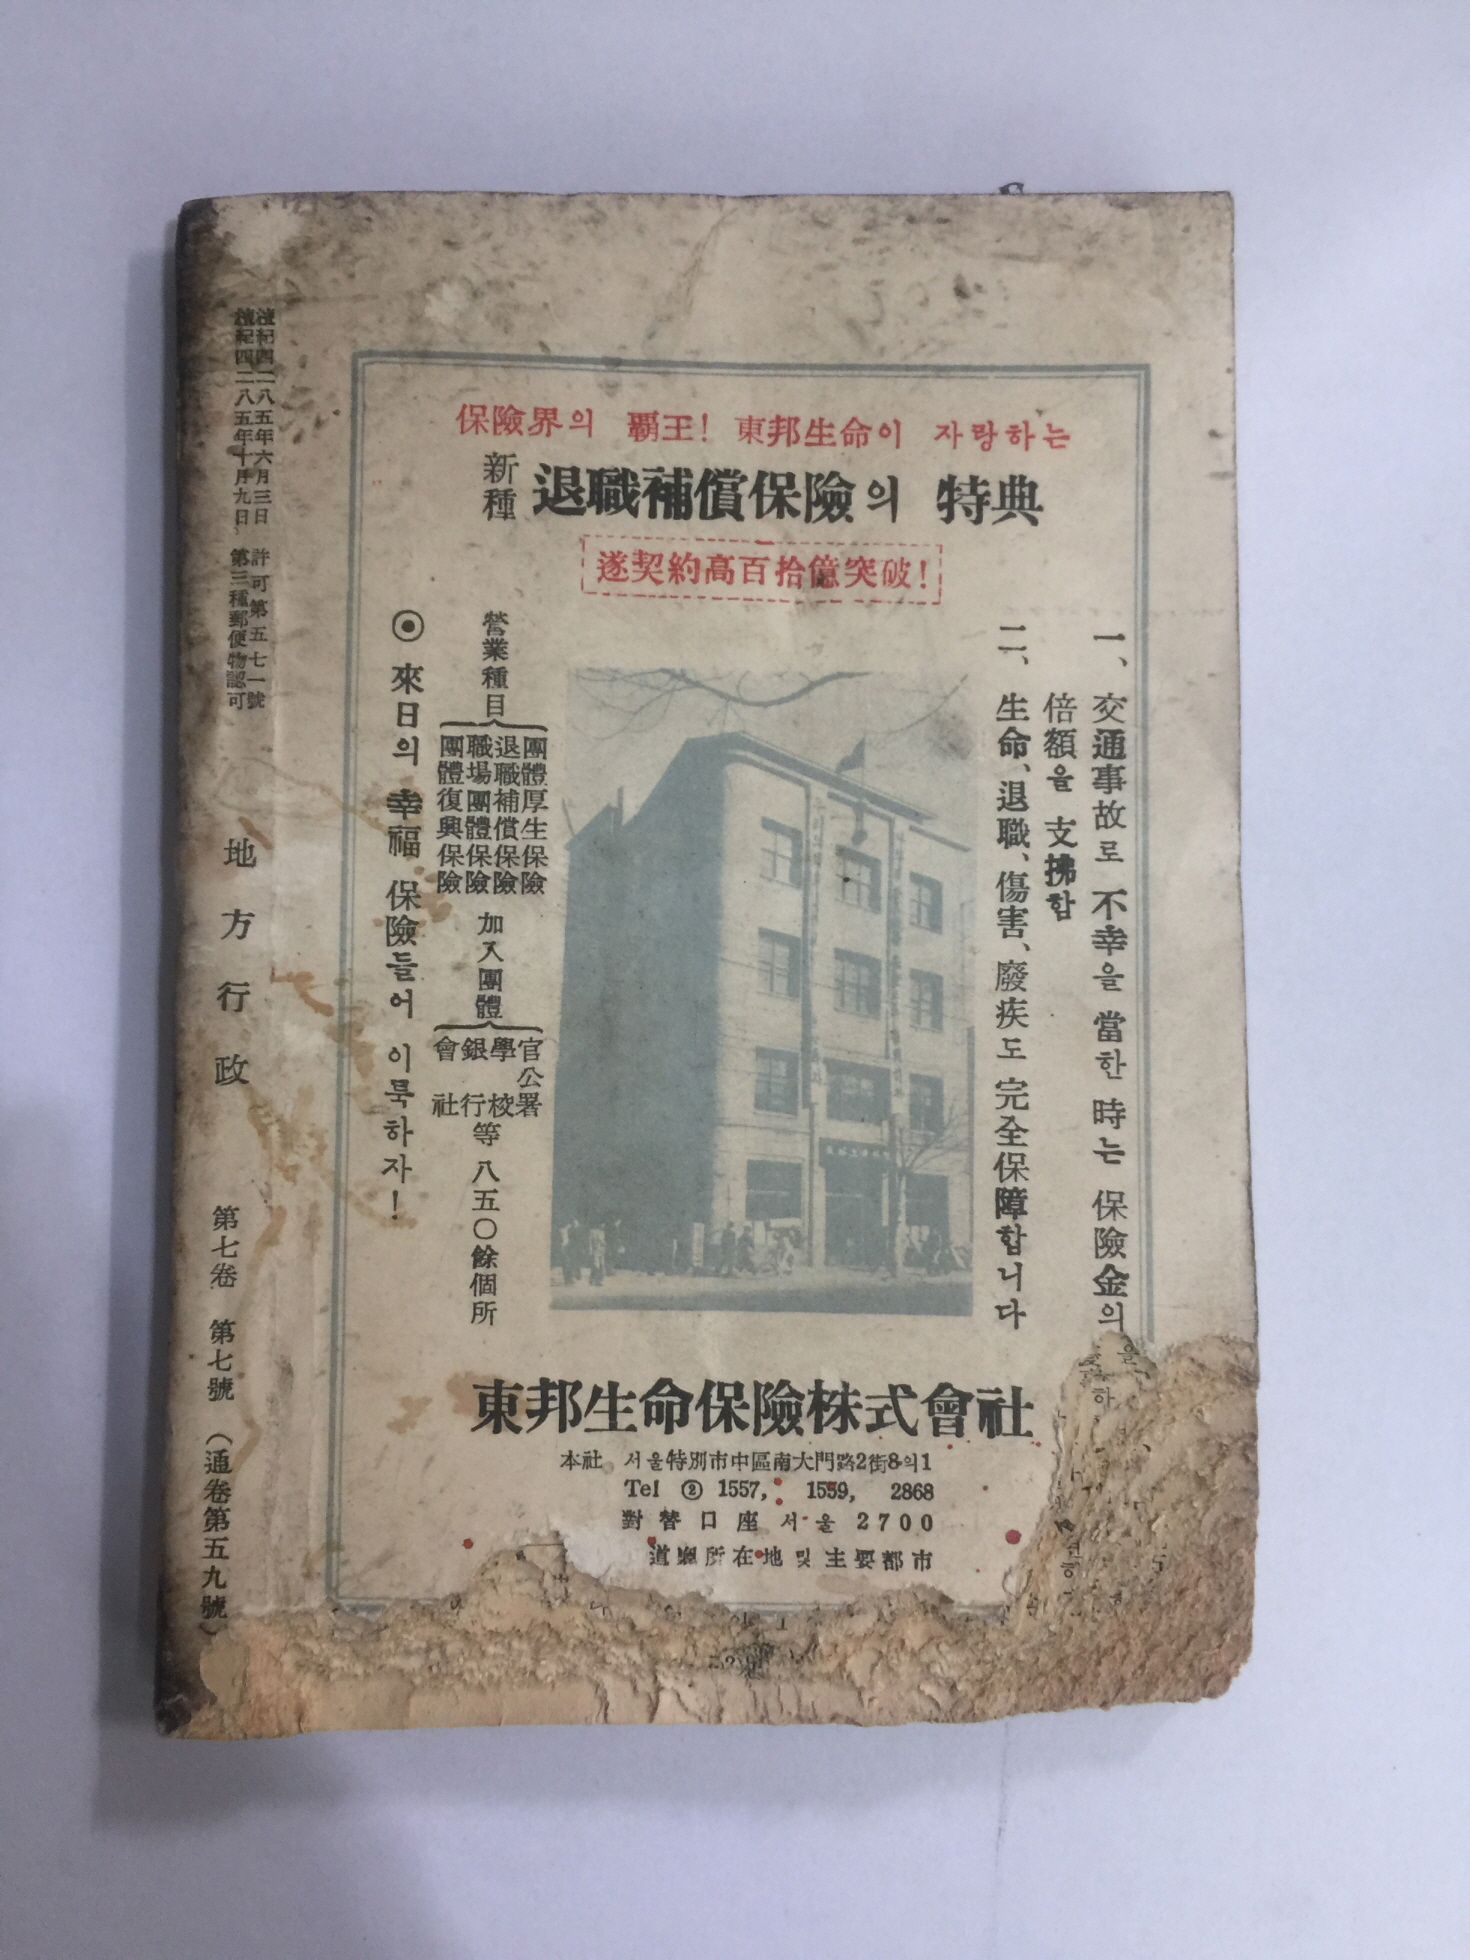 保險界의 覇王! 東邦生命이 자랑하는
新種 退職補償保險의 特典
遂契約高百拾億突破!
一、交通事故로 不幸을 當한 時는 保險金의
倍額을 支拂함
二、生命、退職、傷害、廢疾도 完全保障합니다
營業種目
團體厚生保險
退職補償保險
職場團體保險
團體復興保險
加入團體
官公署
學校
銀行
會社
等 八五〇餘個所
⊙ 來日의 幸福 保險들어 이룩하자!
東邦生命保險株式會社
本社 서울特別市中區南大門路2街8의1
Tel ② 1557, 1559, 2868
對替口座 서울 2700
道廳所在地 및 主要都市
檀紀四二八五年六月三日 許可第五七一號
檀紀四二八五年十月九日 第三種郵便物認可
地方行政 第七卷 第七號 (通卷第五九號)